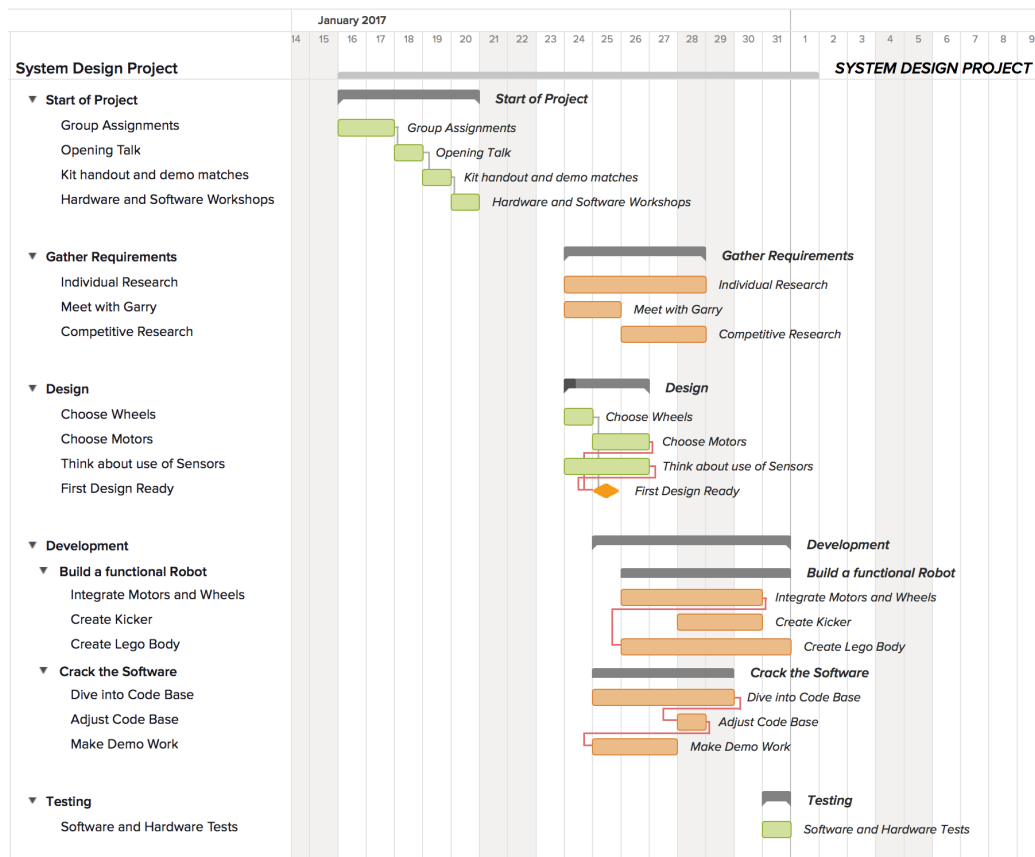 January 2017
14 15 16 17 18 19 20 21 22 23 24 25 26 27 28 29 30 31 1 2 3 4 5 6 7 8 9
System Design Project SYSTEM DESIGN PROJECT
Start of Project Start of Project
Group Assignments Group Assignments
Opening Talk Opening Talk
Kit handout and demo matches Kit handout and demo matches
Hardware and Software Workshops Hardware and Software Workshops
Gather Requirements Gather Requirements
Individual Research Individual Research
Meet with Garry Meet with Garry
Competitive Research Competitive Research
Design Design
Choose Wheels Choose Wheels
Choose Motors Choose Motors
Think about use of Sensors Think about use of Sensors
First Design Ready First Design Ready
Development Development
Build a functional Robot Build a functional Robot
Integrate Motors and Wheels Integrate Motors and Wheels
Create Kicker Create Kicker
Create Lego Body Create Lego Body
Crack the Software Crack the Software
Dive into Code Base Dive into Code Base
Adjust Code Base Adjust Code Base
Make Demo Work Make Demo Work
Testing Testing
Software and Hardware Tests Software and Hardware Tests